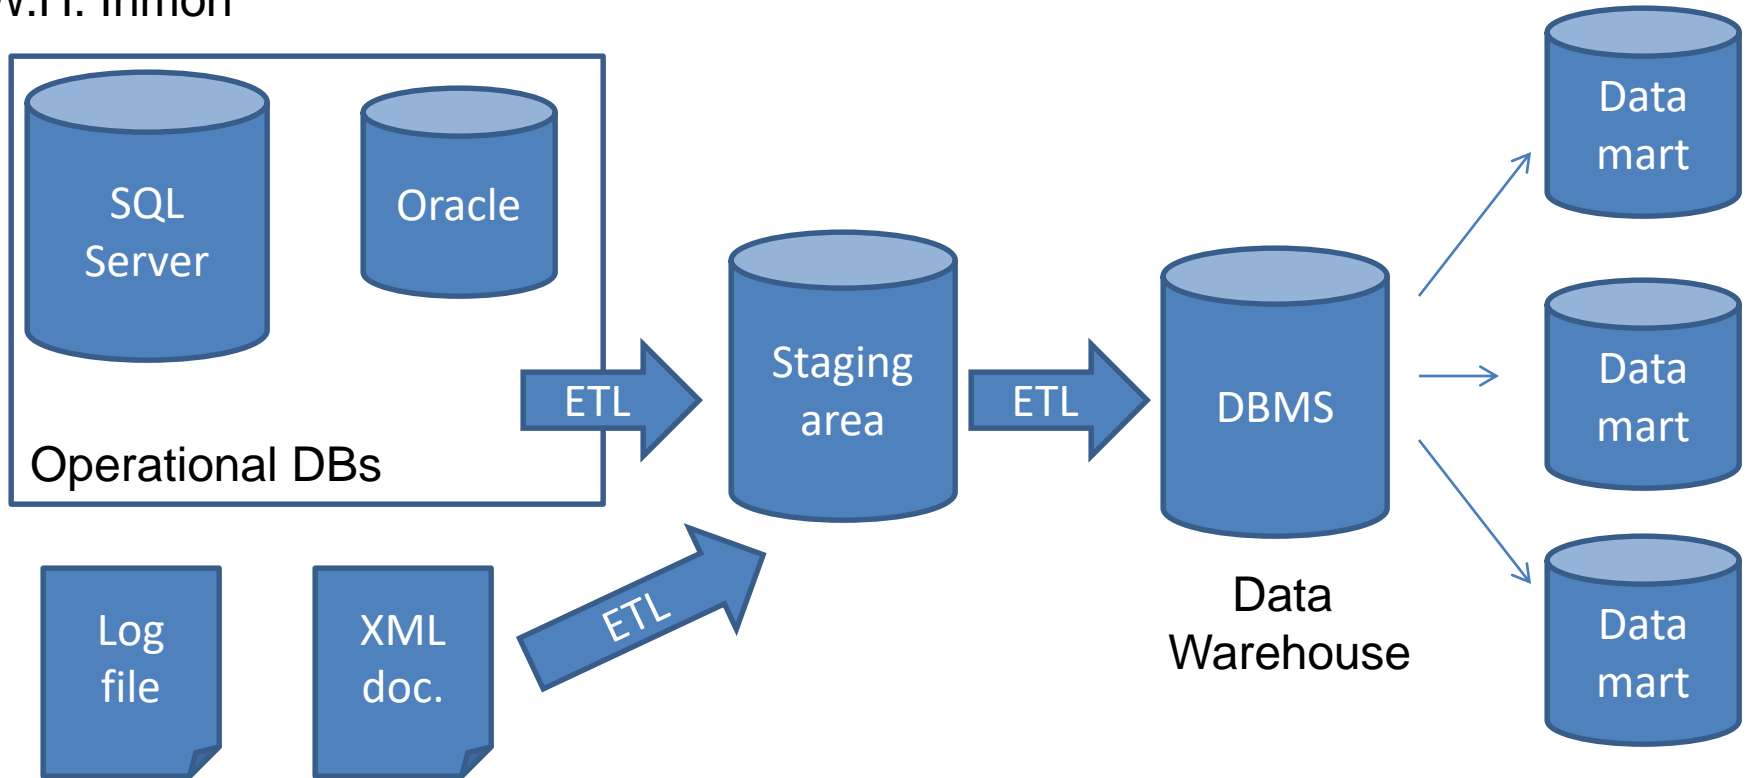 W.H. Inmon
SQL
Server
Oracle
Operational DBs
ETL
Staging
area
ETL
DBMS
Data
Warehouse
Data
mart
Data
mart
Data
mart
Log
file
XML
doc.
ETL